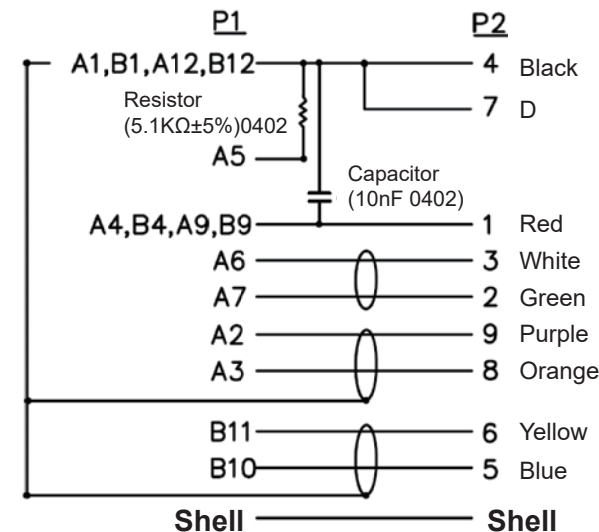 P1 P2
A1,B1,A12,B12 4 Black
Resistor
(5.1KΩ±5%)0402
7 D
A5
Capacitor
(10nF 0402)
A4,B4,A9,B9 1 Red
A6 3 White
A7 2 Green
A2 9 Purple
A3 8 Orange
B11 6 Yellow
B10 5 Blue
Shell Shell